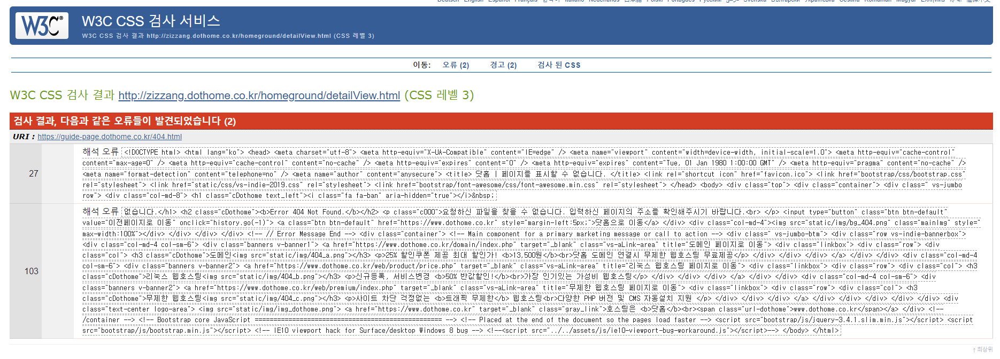 Deutsch English Español Français 한국어 Italiano Nederlands 日本語 Polski Português Русский فارسی Svenska Български Українська Čeština Romanian Magyar Ελληνικά हिन्दी 简体中文
W3C® W3C CSS 검사 서비스
W3C CSS 검사 결과 http://zizzang.dothome.co.kr/homeground/detailView.html (CSS 레벨 3)
이동: 오류 (2) 경고 (2) 검사 된 CSS
W3C CSS 검사 결과 http://zizzang.dothome.co.kr/homeground/detailView.html (CSS 레벨 3)
검사 결과, 다음과 같은 오류들이 발견되었습니다 (2)
URI : https://guide-page.dothome.co.kr/404.html
해석 오류 <!DOCTYPE html> <html lang="ko"> <head> <meta charset="utf-8"> <meta http-equiv="X-UA-Compatible" content="IE=edge" /> <meta name="viewport" content="width=device-width, initial-scale=1.0"> <meta http-equiv="cache-control"
content="max-age=0" /> <meta http-equiv="cache-control" content="no-cache" /> <meta http-equiv="expires" content="0" /> <meta http-equiv="expires" content="Tue, 01 Jan 1980 1:00:00 GMT" /> <meta http-equiv="pragma" content="no-cache" />
27 <meta name="format-detection" content="telephone=no" /> <meta name="author" content="anysecure"> <title> 닷홈 | 페이지를 표시할 수 없습니다. </title> <link rel="shortcut icon" href="favicon.ico"> <link href="bootstrap/css/bootstrap.css"
rel="stylesheet"> <link href="static/css/vs-indie-2019.css" rel="stylesheet"> <link href="bootstrap/font-awesome/css/font-awesome.min.css" rel="stylesheet"> </head> <body> <div class="top"> <div class="container"> <div class=" vs-jumbo
row"> <div class="col-md-8"> <h1 class="cDothome text_left"><i class="fa fa-ban" aria-hidden="true"></i>&nbsp;
해석 오류 없습니다.</h1> <h2 class="cDothome"><b>Error 404 Not Found.</b></h2> <p class="c000">요청하신 파일을 찾을 수 없습니다. 입력하신 페이지의 주소를 확인해주시기 바랍니다.<br> </p> <input type="button" class="btn btn-default"
value="이전페이지로 이동" onclick="history.go(-1)"> <a class="btn btn-default" href="https://www.dothome.co.kr" style="margin-left:5px;">닷홈으로 이동</a> </div> <div class="col-md-4"><img src="static/img/bg_404.png" class="mainImg" style="
max-width:100%"></div> </div> </div> </div> <!-- // Error Message End --> <div class="container"> <!-- Main component for a primary marketing message or call to action --> <div class=" vs-jumbo-btm"> <div class="row vs-indie-bannerbox">
<div class="col-md-4 col-sm-6"> <div class="banners v-banner1"> <a href="https://www.dothome.co.kr/domain/index.php" target="_blank" class="vs-aLink-area" title="도메인 페이지로 이동"> <div class="linkbox"> <div class="row"> <div
class="col"> <h3 class="cDothome">도메인<img src="static/img/404_a.png"></h3> <p>25% 할인쿠폰 제공 최대 할인가! <b>13,500원</b><br>닷홈 도메인 연결시 무제한 웹호스팅 무료제공</p> </div> </div> </div> </a> </div> </div> <div class="col-md-4
col-sm-6"> <div class="banners v-banner2"> <a href="https://www.dothome.co.kr/web/product/price.php" target="_blank" class="vs-aLink-area" title="리눅스 웹호스팅 페이지로 이동"> <div class="linkbox"> <div class="row"> <div class="col"> <h3
103 class="cDothome">리눅스 웹호스팅<img src="static/img/404_b.png"></h3> <p>신규등록, 서비스변경 <b>50% 반값할인!</b><br>가장 인기있는 가성비 웹호스팅</p> </div> </div> </div> </a> </div> </div> <div class="col-md-4 col-sm-6"> <div
class="banners v-banner2"> <a href="https://www.dothome.co.kr/web/premium/index.php" target="_blank" class="vs-aLink-area" title="무제한 웹호스팅 페이지로 이동"> <div class="linkbox"> <div class="row"> <div class="col"> <h3
class="cDothome">무제한 웹호스팅<img src="static/img/404_c.png"></h3> <p>사이트 차단 걱정없는 <b>트래픽 무제한</b> 웹호스팅<br>다양한 PHP 버전 및 CMS 자동설치 지원 </p> </div> </div> </div> </a> </div> </div> </div> </div> </div> <div
class="text-center logo-area"> <img src="static/img/img_dothome.png"> <a href="https://www.dothome.co.kr" target="_blank" class="gray_link">호스팅은 <b>닷홈</b><br><span class="url-dothome">www.dothome.co.kr</span></a> </div> <!--
/container --> <!-- Bootstrap core JavaScript ================================================== --> <!-- Placed at the end of the document so the pages load faster --> <script src="bootstrap/js/jquery-3.4.1.slim.min.js"></script> <script
src="bootstrap/js/bootstrap.min.js"></script> <!-- IE10 viewport hack for Surface/desktop Windows 8 bug --> <!--<script src="../../assets/js/ie10-viewport-bug-workaround.js"></script>--> </body> </html>
↑ 최상위